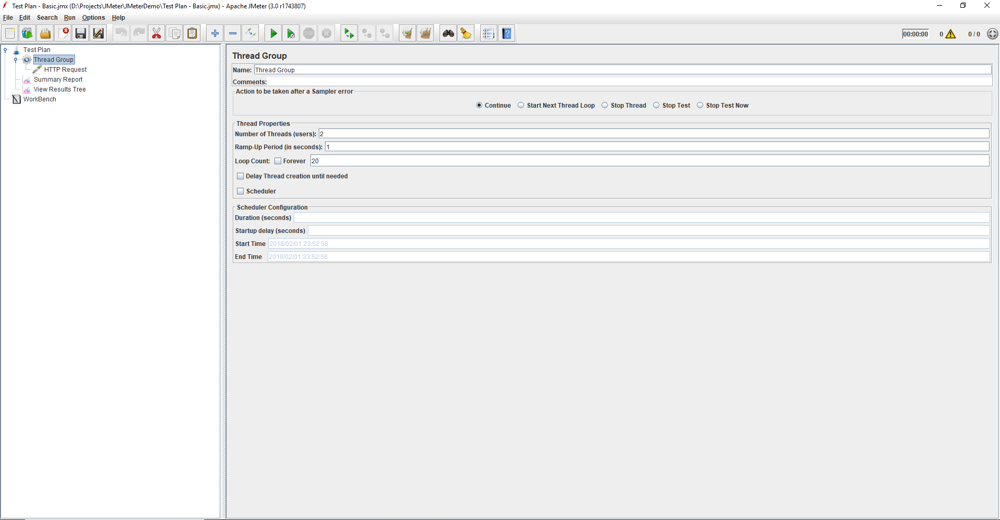 Test Plan - Basic.jmx (D:\Projects\JMeter\JMeterDemo\Test Plan - Basic.jmx) - Apache JMeter (3.0 r1743807)
File Edit Search Run Options Help
STOP
00:00:00 0 0 / 0
Test Plan
Thread Group
HTTP Request
Summary Report
View Results Tree
WorkBench
Thread Group
Name: Thread Group
Comments:
Action to be taken after a Sampler error
Continue Start Next Thread Loop Stop Thread Stop Test Stop Test Now
Thread Properties
Number of Threads (users): 2
Ramp-Up Period (in seconds): 1
Loop Count: Forever 20
Delay Thread creation until needed
Scheduler
Scheduler Configuration
Duration (seconds)
Startup delay (seconds)
Start Time 2018/02/01 23:52:58
End Time 2018/02/01 23:52:58